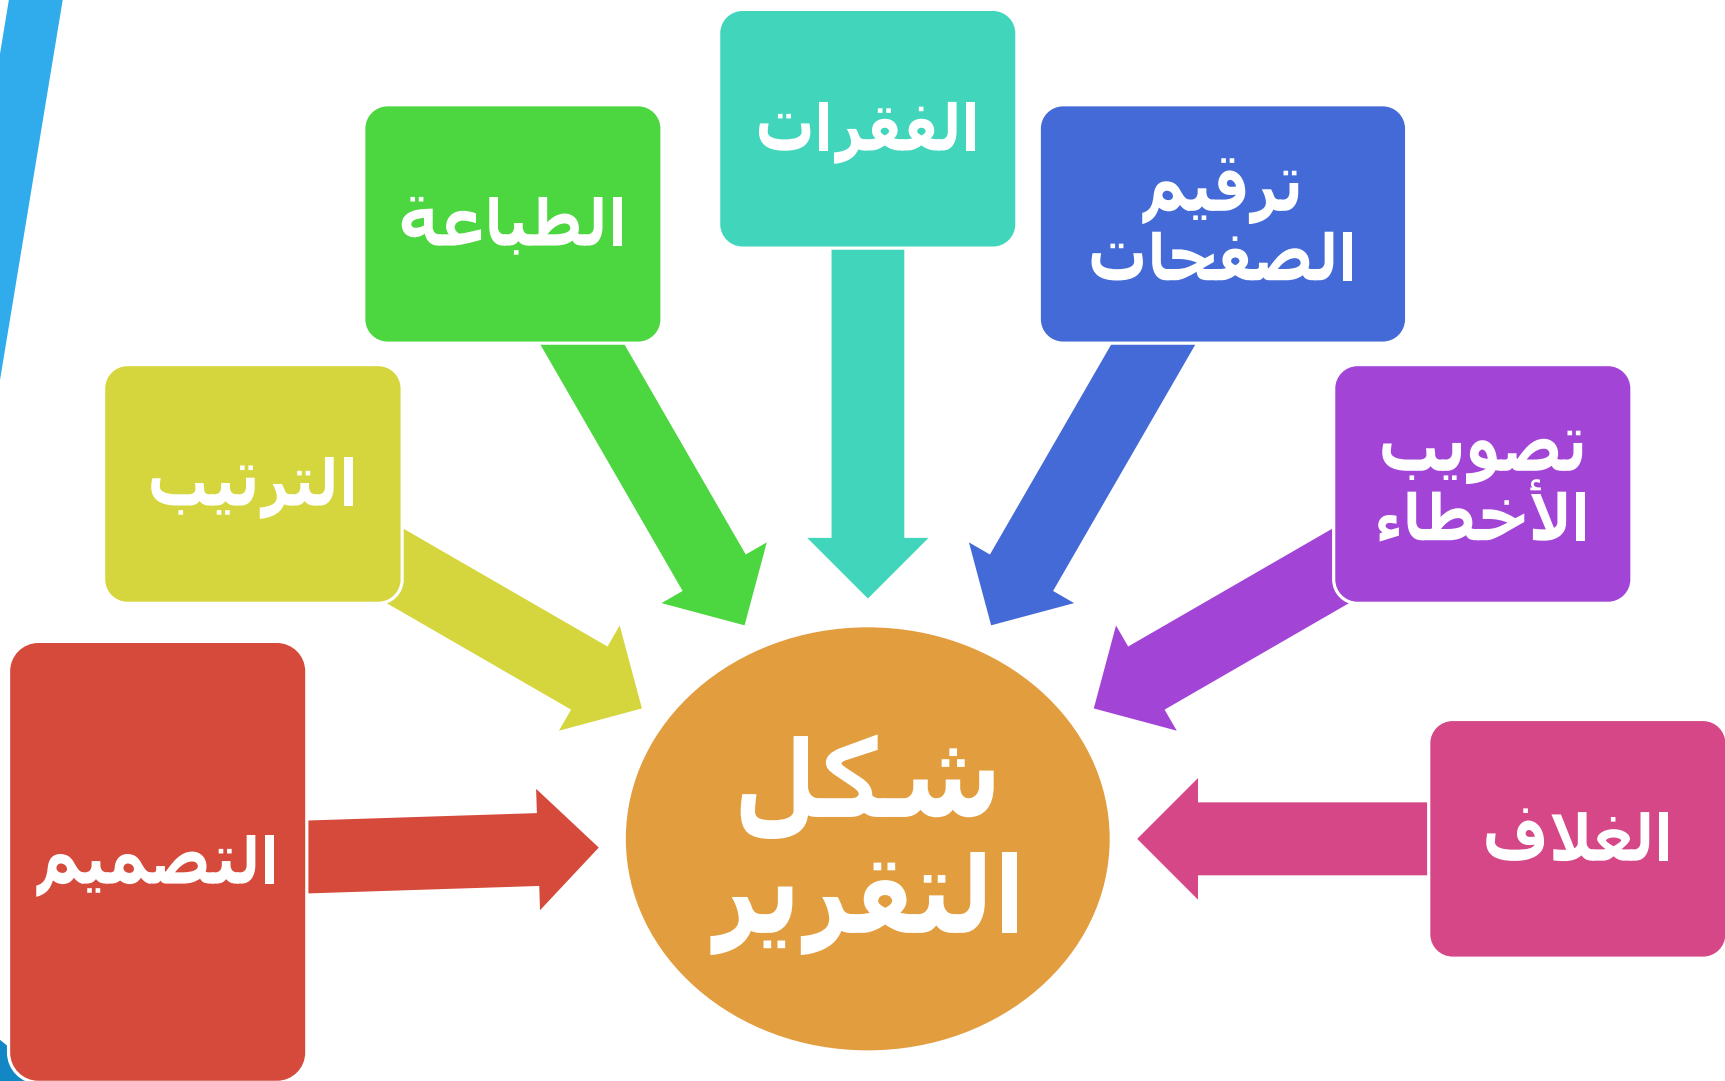 الفقرات
ترقيم
الصفحات
الطباعة
تصويب
الأخطاء
الترتيب
الغلاف
التصميم
شكل
التقرير